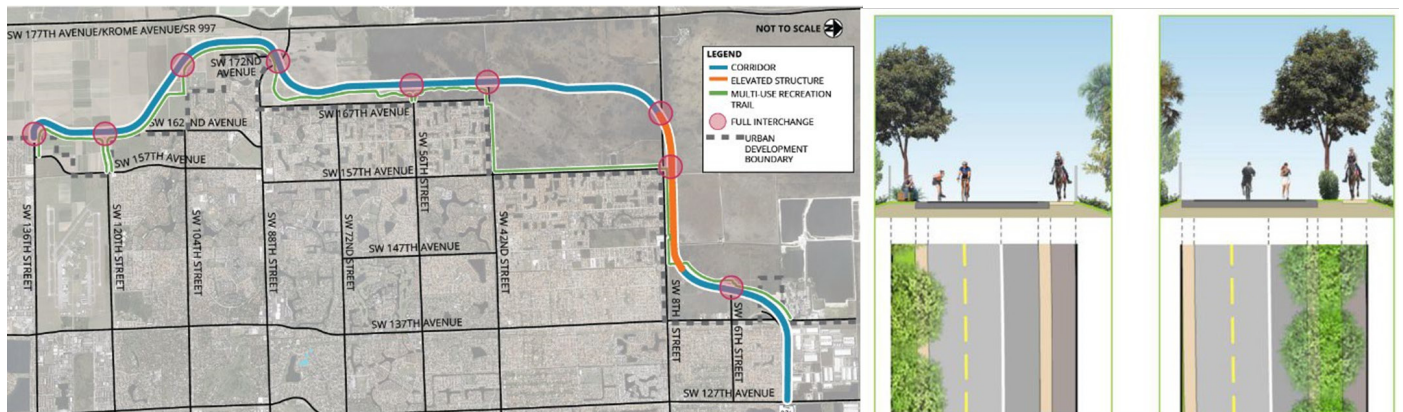 SW 177TH AVENUE/KROME AVENUE/SR 997
NOT TO SCALE
LEGEND
CORRIDOR
ELEVATED STRUCTURE
MULTI-USE RECREATION
TRAIL
FULL INTERCHANGE
URBAN
DEVELOPMENT
BOUNDARY
SW 172ND
AVENUE
SW 167TH AVENUE
SW 162 ND AVENUE
SW 157TH AVENUE
SW 157TH AVENUE
SW 147TH AVENUE
SW 137TH AVENUE
SW 127TH AVENUE
SW 136TH STREET
SW 120TH STREET
SW 104TH STREET
SW 88TH STREET
SW 72ND STREET
SW 56TH STREET
SW 42ND STREET
SW 8TH STREET
SW 6TH STREET